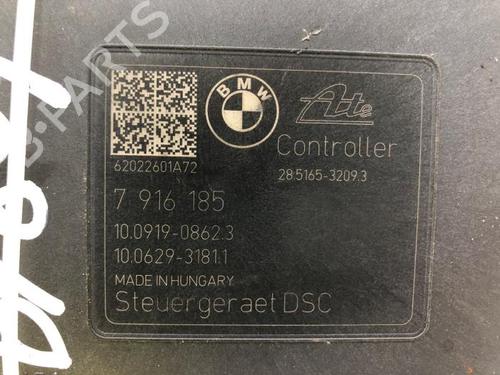 BMW
Ate
Controller
62022601A72
28.5165-3209.3
7 916 185
10.0919-0862.3
10.0629-3181.1
MADE IN HUNGARY
Steuergeraet DSC
B-PARTS